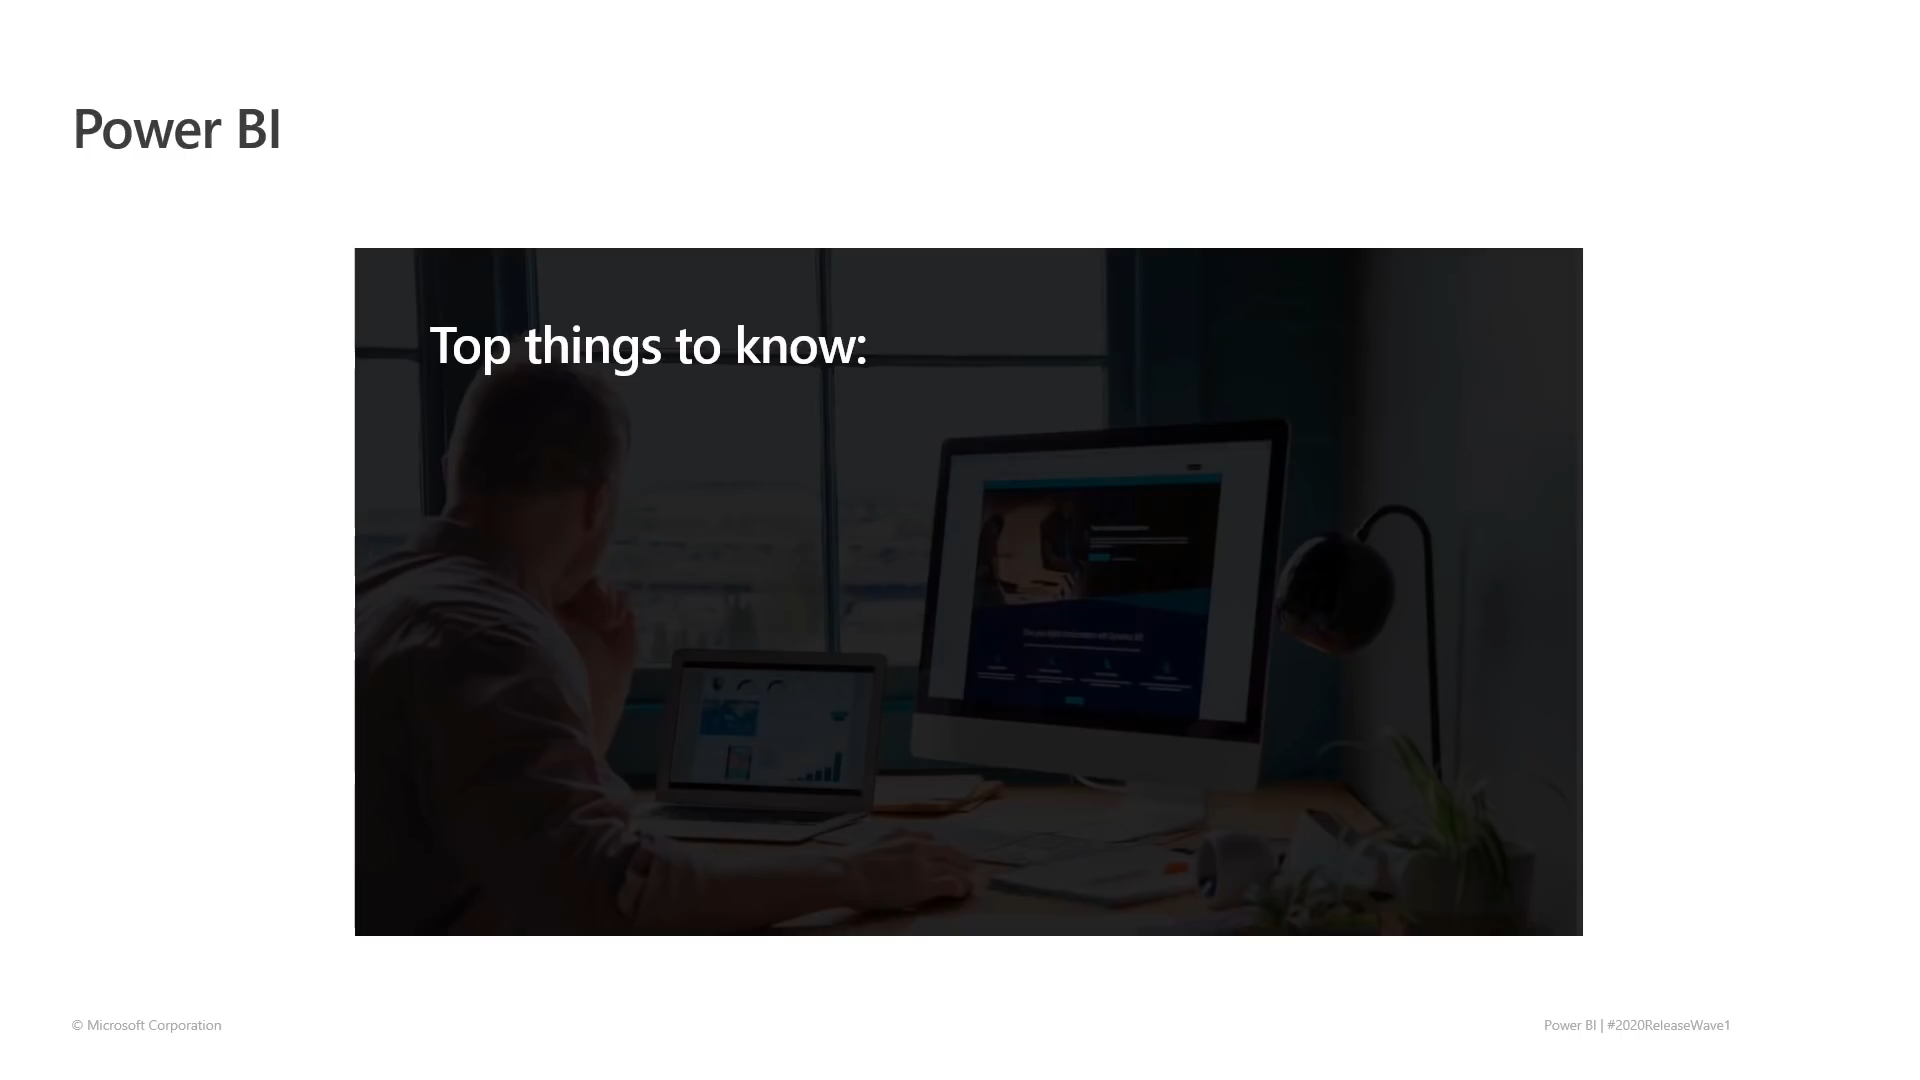 Power BI
Top things to know:
© Microsoft Corporation
Power BI | #2020ReleaseWave1